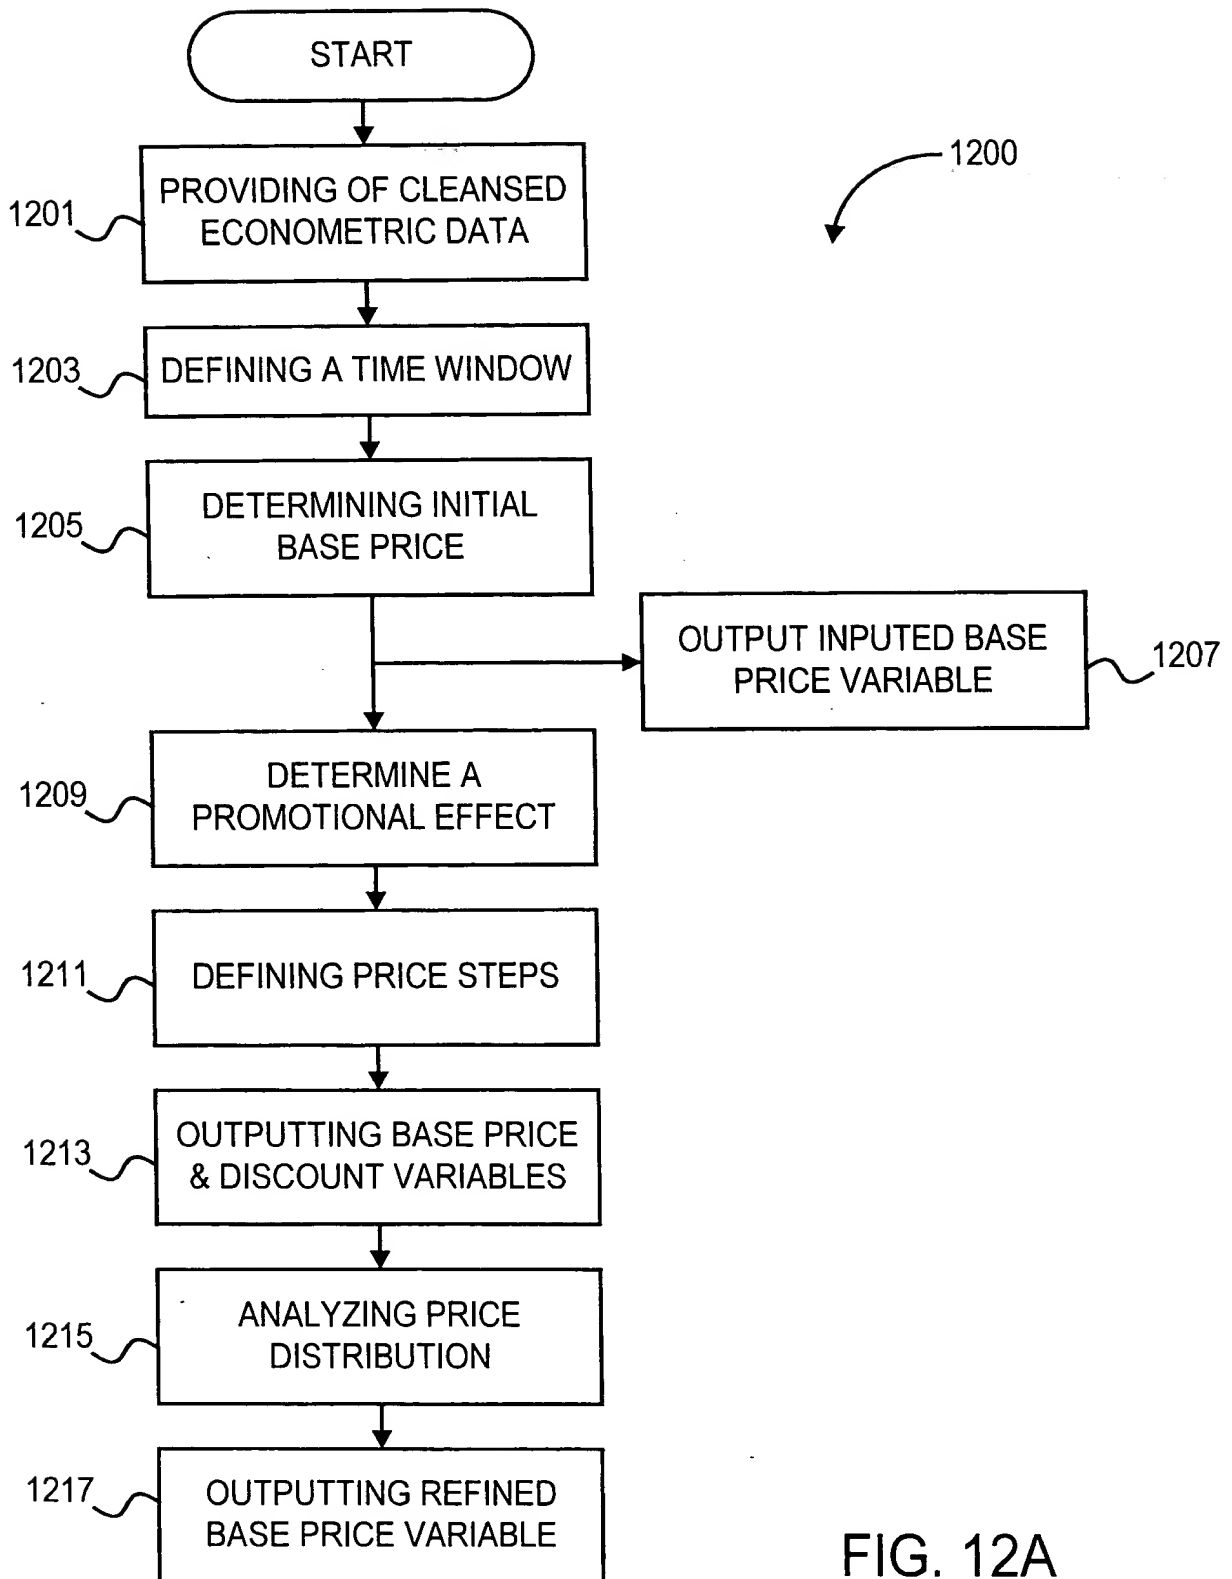 START
1200
1201
PROVIDING OF CLEANSED
ECONOMETRIC DATA
1203
DEFINING A TIME WINDOW
1205
DETERMINING INITIAL
BASE PRICE
OUTPUT INPUTED BASE
PRICE VARIABLE
1207
1209
DETERMINE A
PROMOTIONAL EFFECT
1211
DEFINING PRICE STEPS
1213
OUTPUTTING BASE PRICE
& DISCOUNT VARIABLES
1215
ANALYZING PRICE
DISTRIBUTION
1217
OUTPUTTING REFINED
BASE PRICE VARIABLE
FIG. 12A